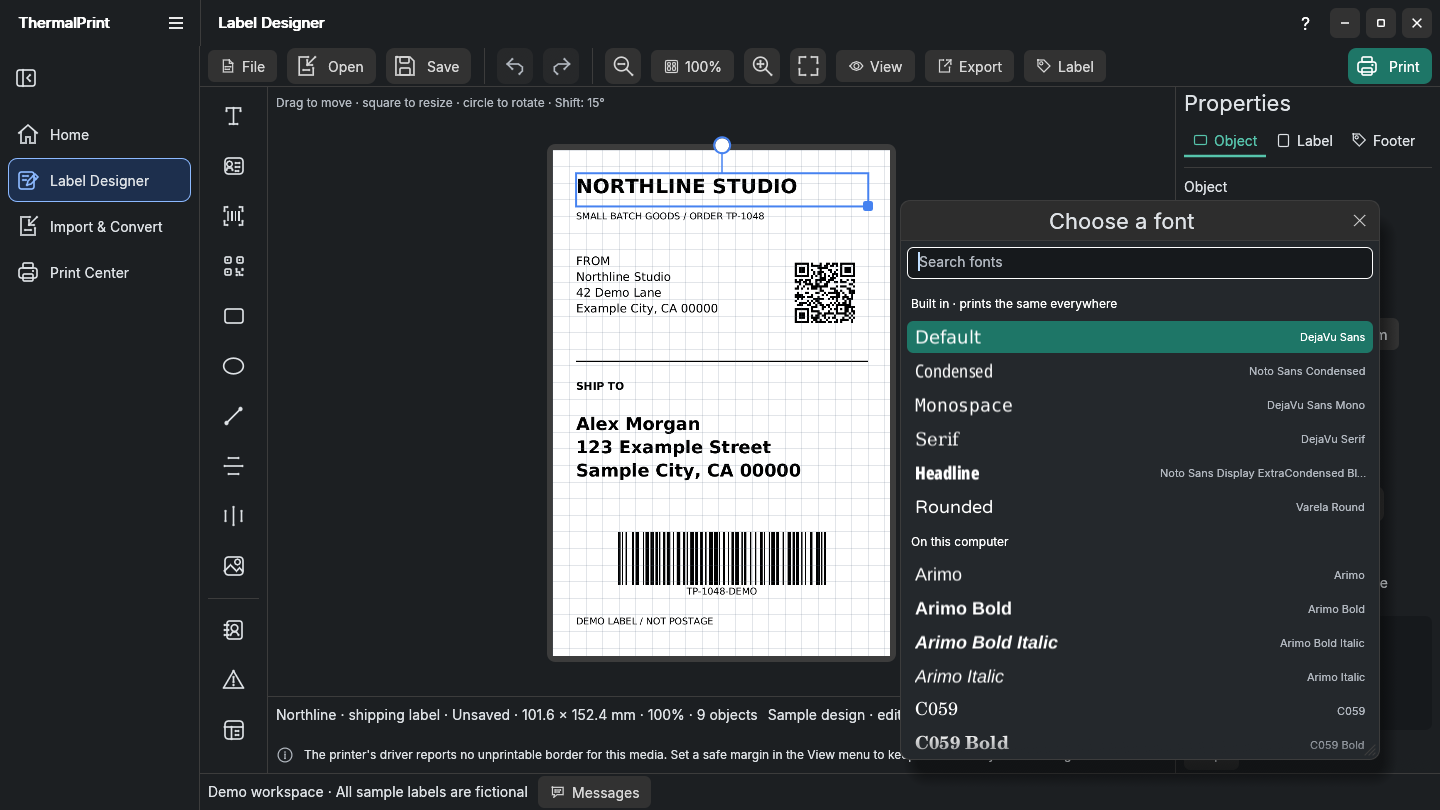 ThermalPrint
Label Designer
?
File
Open
Save
100%
View
Export
Label
Print
Home
Label Designer
Import & Convert
Print Center
Drag to move · square to resize · circle to rotate · Shift: 15°
NORTHLINE STUDIO
SMALL BATCH GOODS / ORDER TP-1048
FROM
Northline Studio
42 Demo Lane
Example City, CA 00000
SHIP TO
Alex Morgan
123 Example Street
Sample City, CA 00000
TP-1048-DEMO
DEMO LABEL / NOT POSTAGE
Properties
Object
Label
Footer
Object
Choose a font
Search fonts
Built in · prints the same everywhere
Default DejaVu Sans
Condensed Noto Sans Condensed
Monospace DejaVu Sans Mono
Serif DejaVu Serif
Headline Noto Sans Display ExtraCondensed Bl...
Rounded Varela Round
On this computer
Arimo Arimo
Arimo Bold Arimo Bold
Arimo Bold Italic Arimo Bold Italic
Arimo Italic Arimo Italic
C059 C059
C059 Bold C059 Bold
Northline · shipping label · Unsaved · 101.6 × 152.4 mm · 100% · 9 objects Sample design · edit
The printer's driver reports no unprintable border for this media. Set a safe margin in the View menu to
Demo workspace · All sample labels are fictional
Messages